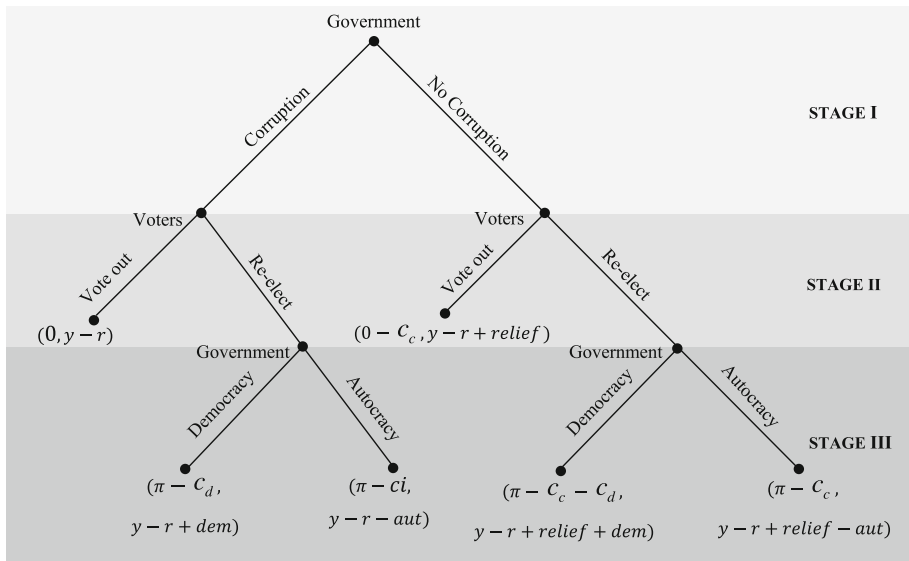 Government
Corruption
No Corruption
STAGE I
Voters
Voters
Vote out
Re-elect
Vote out
Re-elect
STAGE II
(0, y − r)
(0 − C_c , y − r + relief)
Government
Government
Democracy
Autocracy
Democracy
Autocracy
STAGE III
(π − C_d ,
y − r + dem)
(π − ci,
y − r − aut)
(π − C_c − C_d ,
y − r + relief + dem)
(π − C_c ,
y − r + relief − aut)